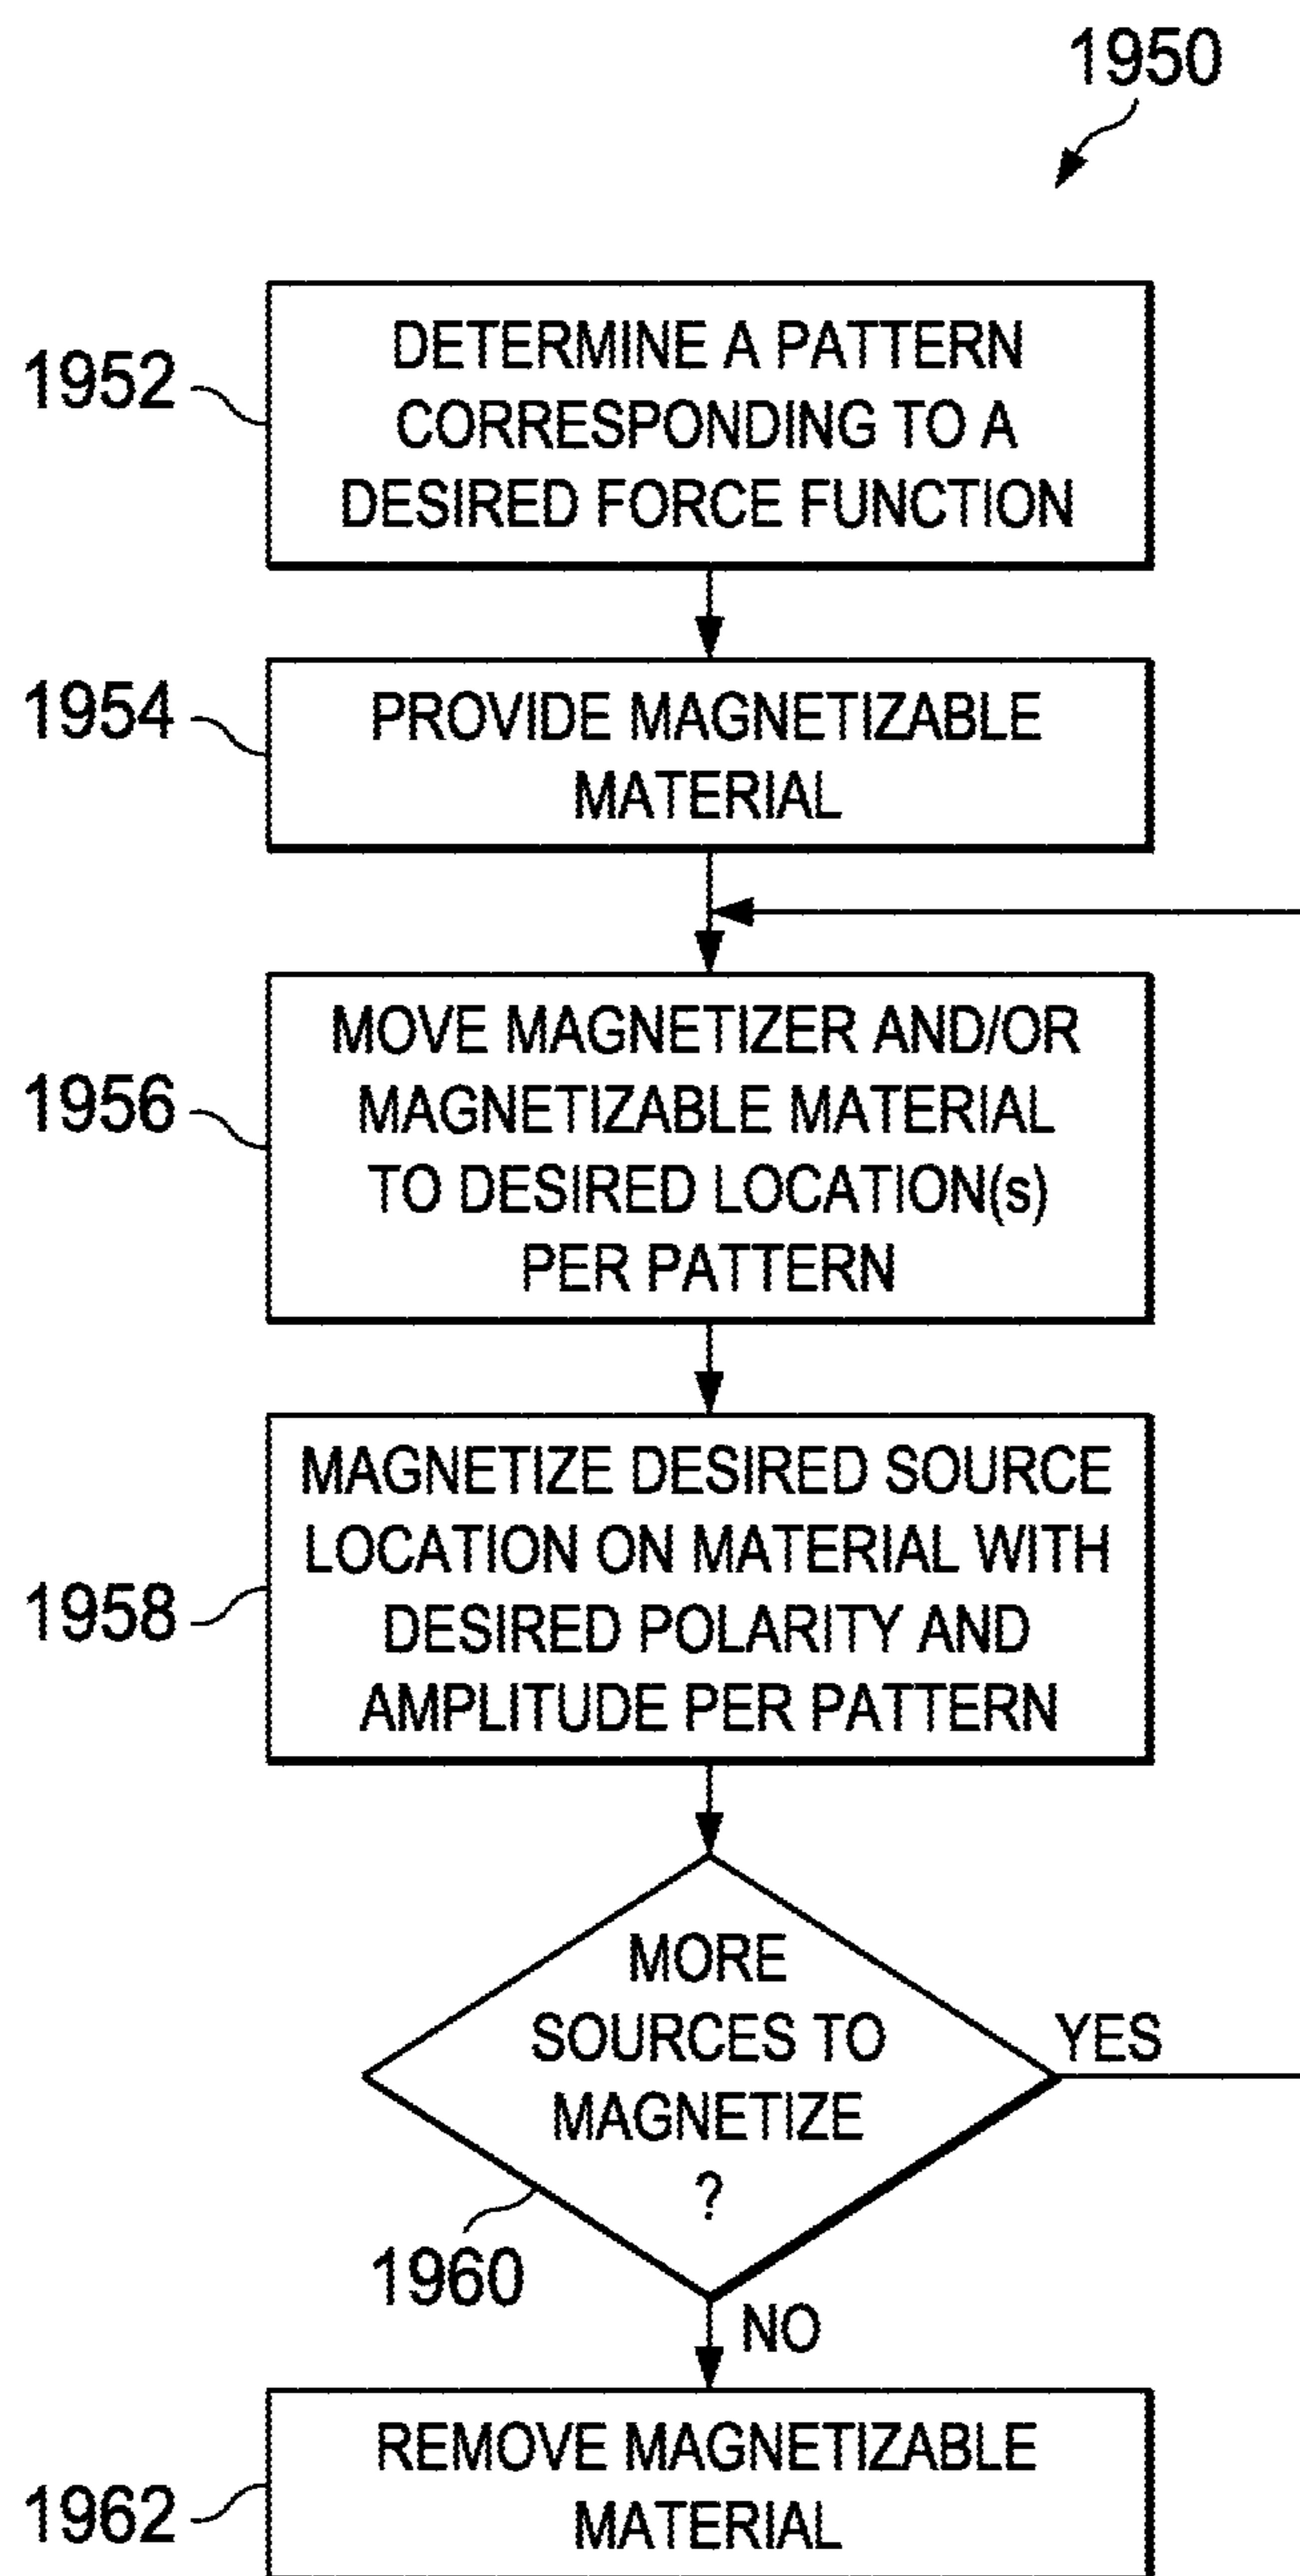 1950
1952
DETERMINE A PATTERN
CORRESPONDING TO A
DESIRED FORCE FUNCTION
1954
PROVIDE MAGNETIZABLE
MATERIAL
1956
MOVE MAGNETIZER AND/OR
MAGNETIZABLE MATERIAL
TO DESIRED LOCATION(s)
PER PATTERN
1958
MAGNETIZE DESIRED SOURCE
LOCATION ON MATERIAL WITH
DESIRED POLARITY AND
AMPLITUDE PER PATTERN
MORE
SOURCES TO
MAGNETIZE
?
YES
1960
NO
1962
REMOVE MAGNETIZABLE
MATERIAL